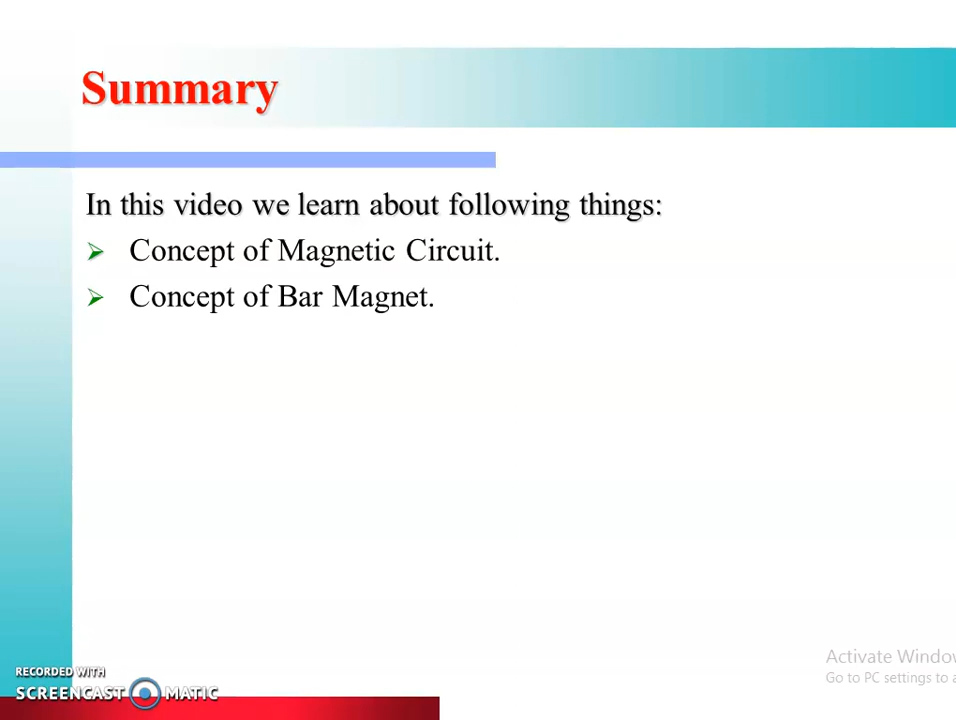 Summary
In this video we learn about following things:
Concept of Magnetic Circuit.
Concept of Bar Magnet.
Activate Window
Go to PC settings to a
RECORDED WITH
SCREENCAST MATIC